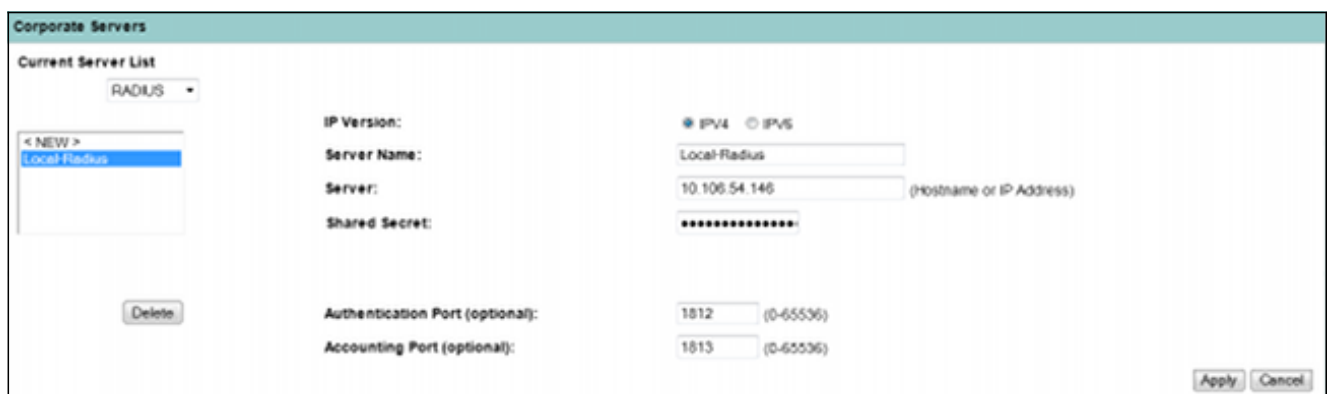 Corporate Servers
Current Server List
RADIUS
< NEW >
Local-Radius
IP Version: IPV4 IPV6
Server Name: Local-Radius
Server: 10.106.54.146 (Hostname or IP Address)
Shared Secret: ••••••••••••••
Delete
Authentication Port (optional): 1812 (0-65536)
Accounting Port (optional): 1813 (0-65536)
Apply Cancel